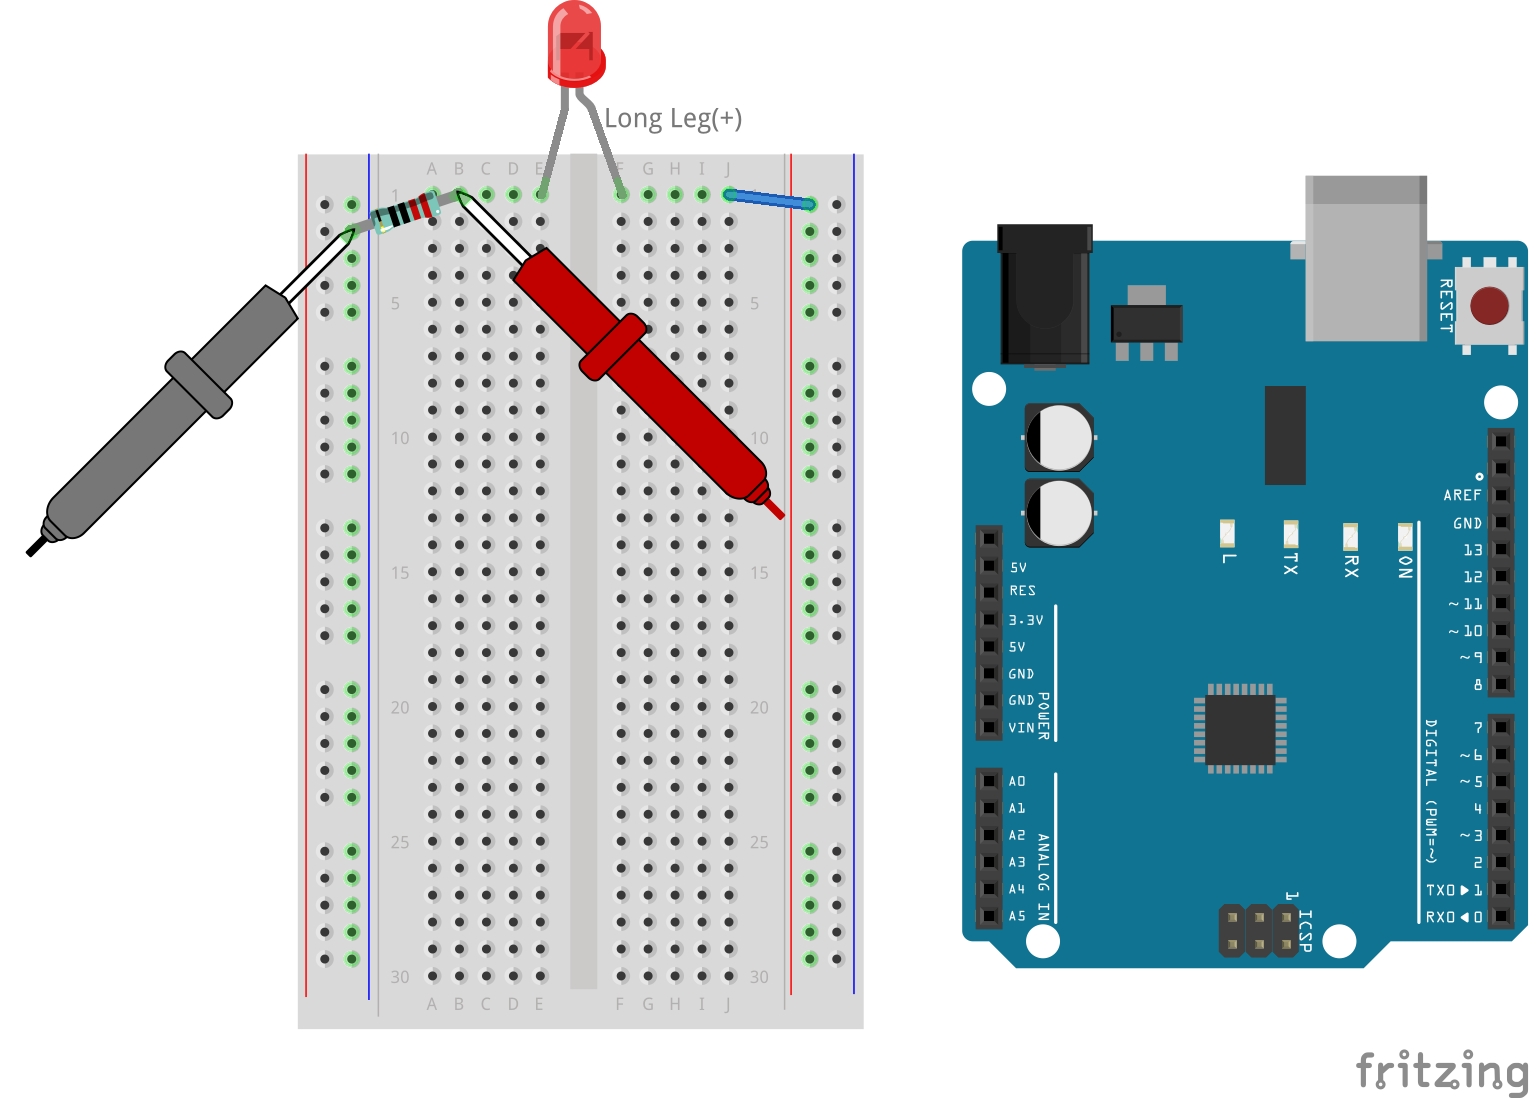 Long Leg(+)
A B C D E F G H I J
1
5 5
10 10
15 15
20 20
25 25
30 30
A B C D E F G H I J
RESET
AREF
GND
13
12
~11
~10
~9
8
L
TX
RX
ON
5V
RES
3.3V
5V
GND
GND
VIN
POWER
7
~6
~5
4
~3
2
TX0▶1
RX0◀0
DIGITAL (PWM=~)
A0
A1
A2
A3
A4
A5
ANALOG IN
1
ICSP
fritzing